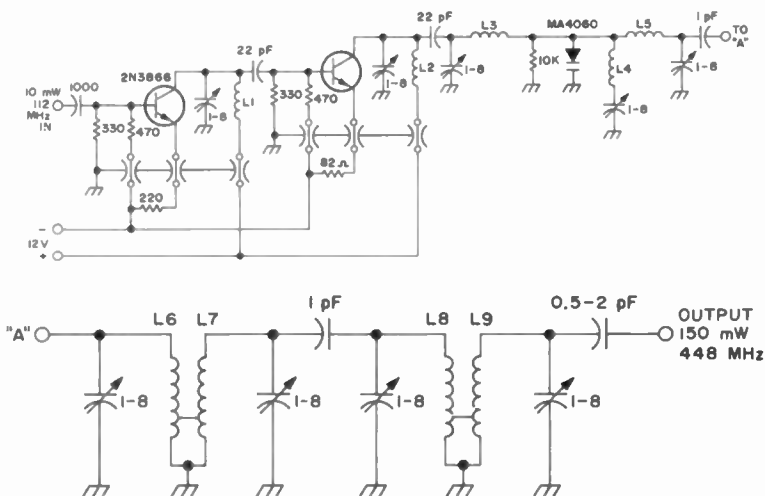 22 pF
L3
MA4060
L5
1 pF
TO
"A"
22 pF
2N3866
10K
1-8
L2
1-8
L4
1-8
1000
L1
10 mW
112
MHz
IN
330
470
1-8
330
470
1-8
82 Ω
220
-
12V
+
1 pF
0.5-2 pF
"A"
L6
L7
L8
L9
OUTPUT
150 mW
448 MHz
1-8
1-8
1-8
1-8